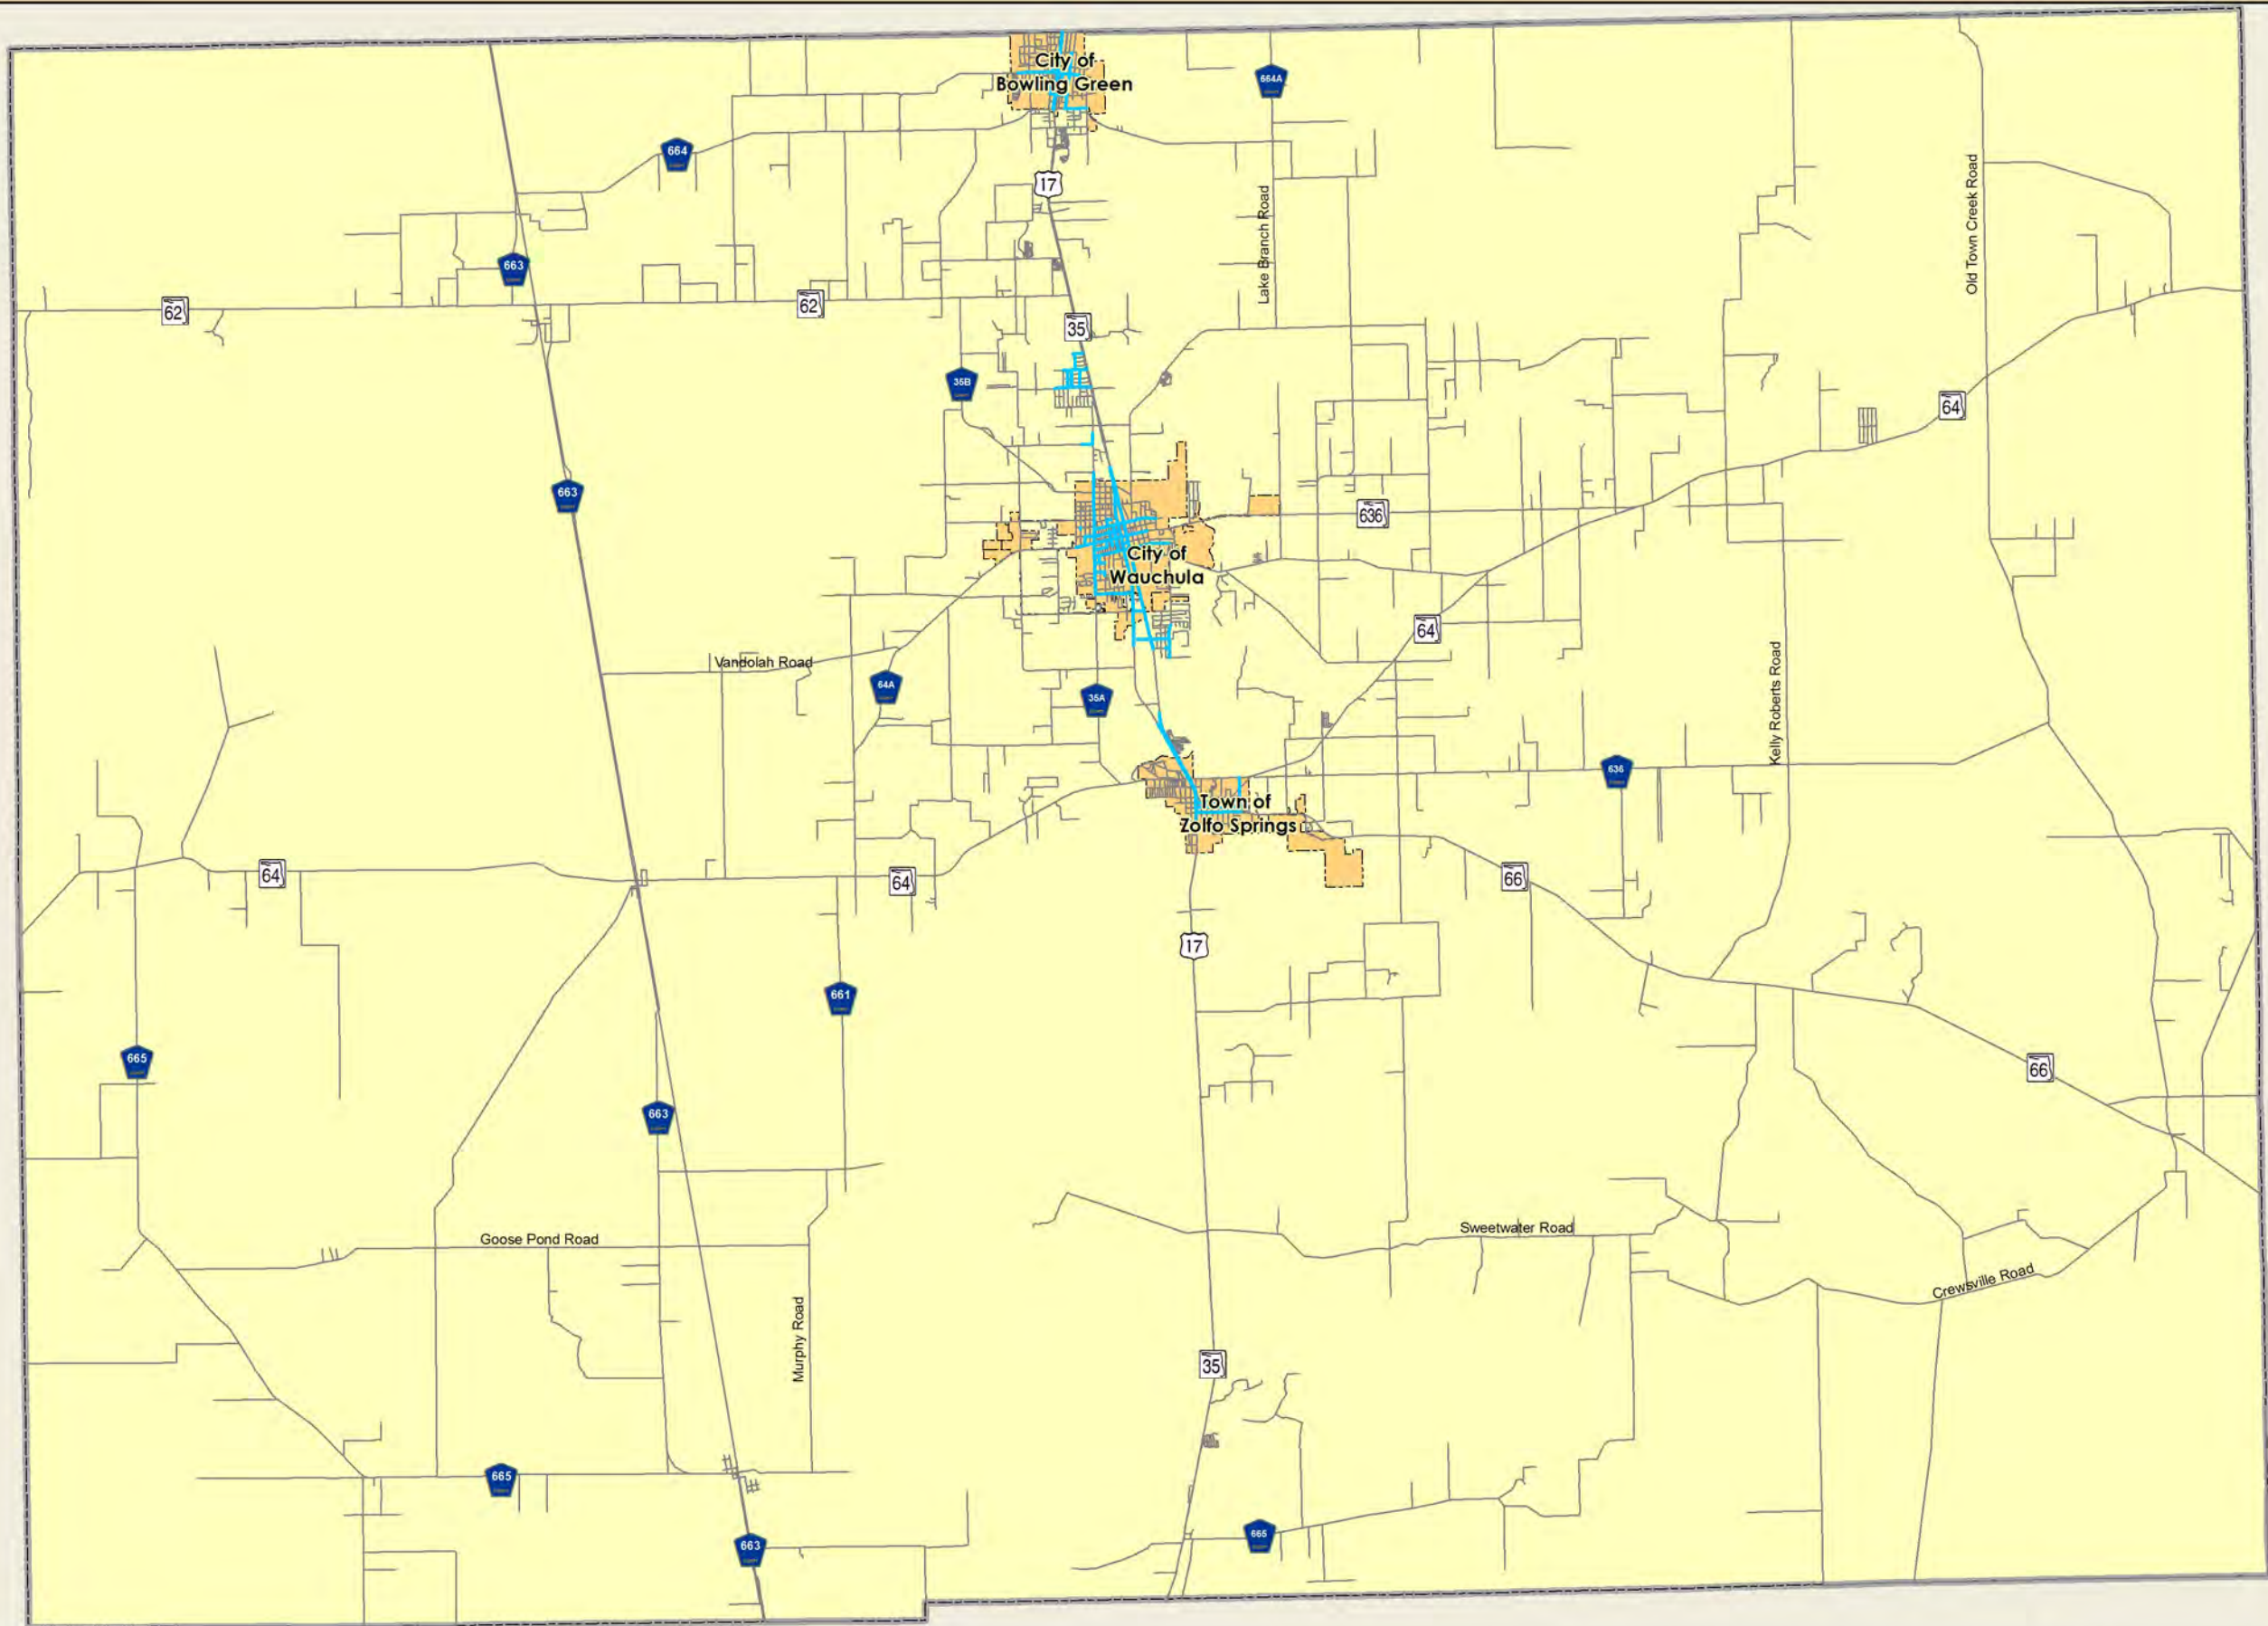 City of
Bowling Green
664A
664
17
Lake Branch Road
Old Town Creek Road
663
62
62
35
35B
64
663
636
City of
Wauchula
64
Vandolah Road
64A
35A
Kelly Roberts Road
636
Town of
Zolfo Springs
64
64
66
17
661
665
66
663
Goose Pond Road
Sweetwater Road
Crewsville Road
Murphy Road
35
665
663
665